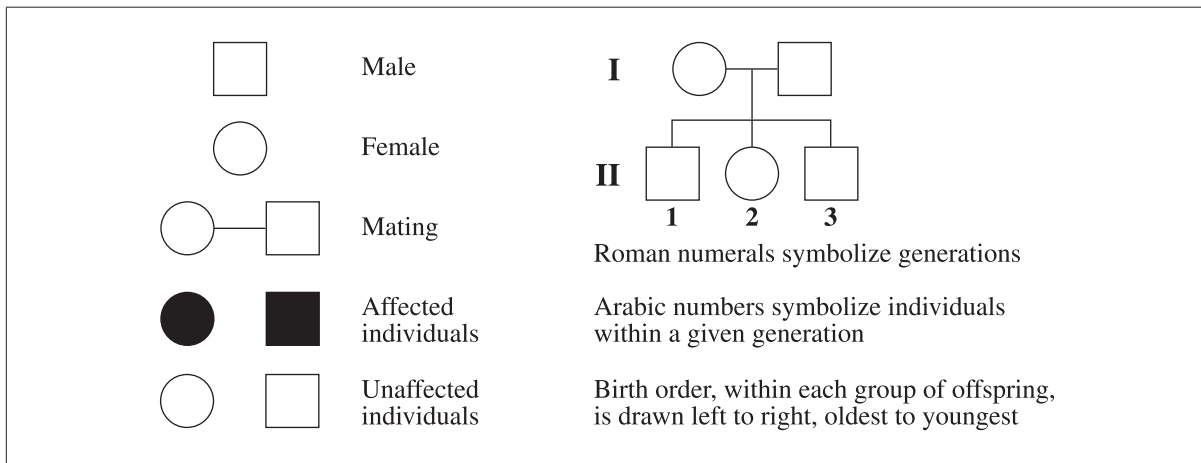 Male
Female
Mating
Affected
individuals
Unaffected
individuals
I
II
1 2 3
Roman numerals symbolize generations
Arabic numbers symbolize individuals
within a given generation
Birth order, within each group of offspring,
is drawn left to right, oldest to youngest